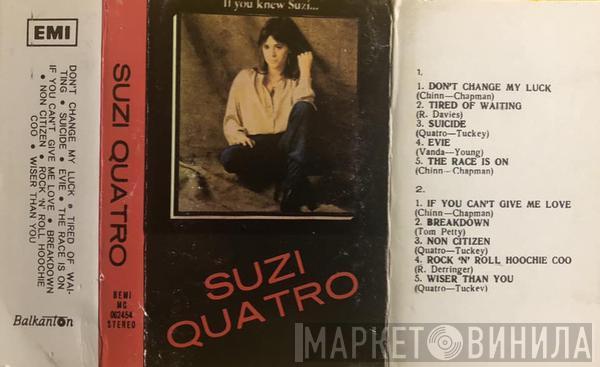 EMI
DON'T CHANGE MY LUCK • TIRED OF WAI-
TING • SUICIDE • EVIE • THE RACE IS ON
IF YOU CAN'T GIVE ME LOVE • BREAKDOWN
• NON CITIZEN • ROCK 'N' ROLL HOOCHIE
COO • WISER THAN YOU
Balkanton
SUZI QUATRO
BEMI
MC
002454
STEREO
If you knew Suzi...
SUZI
QUATRO
1.
1. DON'T CHANGE MY LUCK
(Chinn—Chapman)
2. TIRED OF WAITING
(R. Davies)
3. SUICIDE
(Quatro—Tuckey)
4. EVIE
(Vanda—Young)
5. THE RACE IS ON
(Chinn—Chapman)
2.
1. IF YOU CAN'T GIVE ME LOVE
(Chinn—Chapman)
2. BREAKDOWN
(Tom Petty)
3. NON CITIZEN
(Quatro—Tuckey)
4. ROCK 'N' ROLL HOOCHIE COO
(R. Derringer)
5. WISER THAN YOU
(Quatro—Tuckey)
МАРКЕТОВИНИЛА